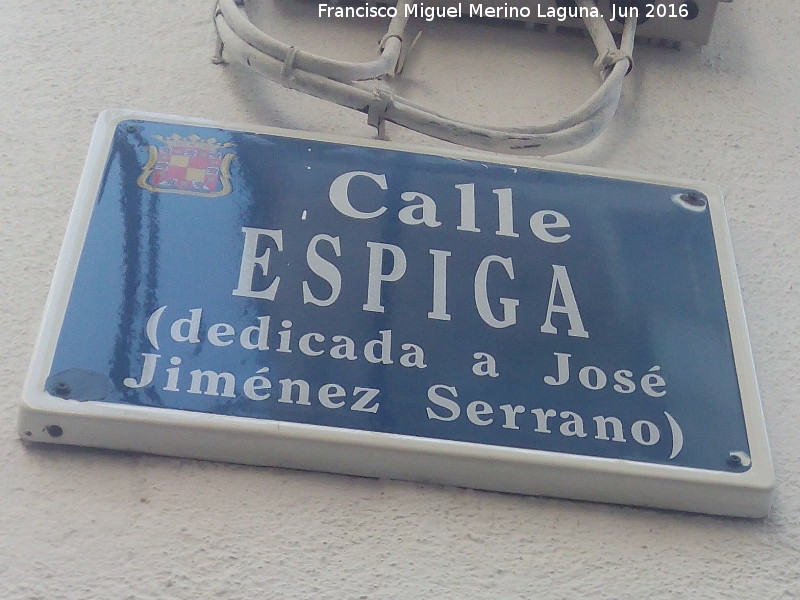 Francisco Miguel Merino Laguna. Jun 2016
Calle
ESPIGA
(dedicada a José
Jiménez Serrano)